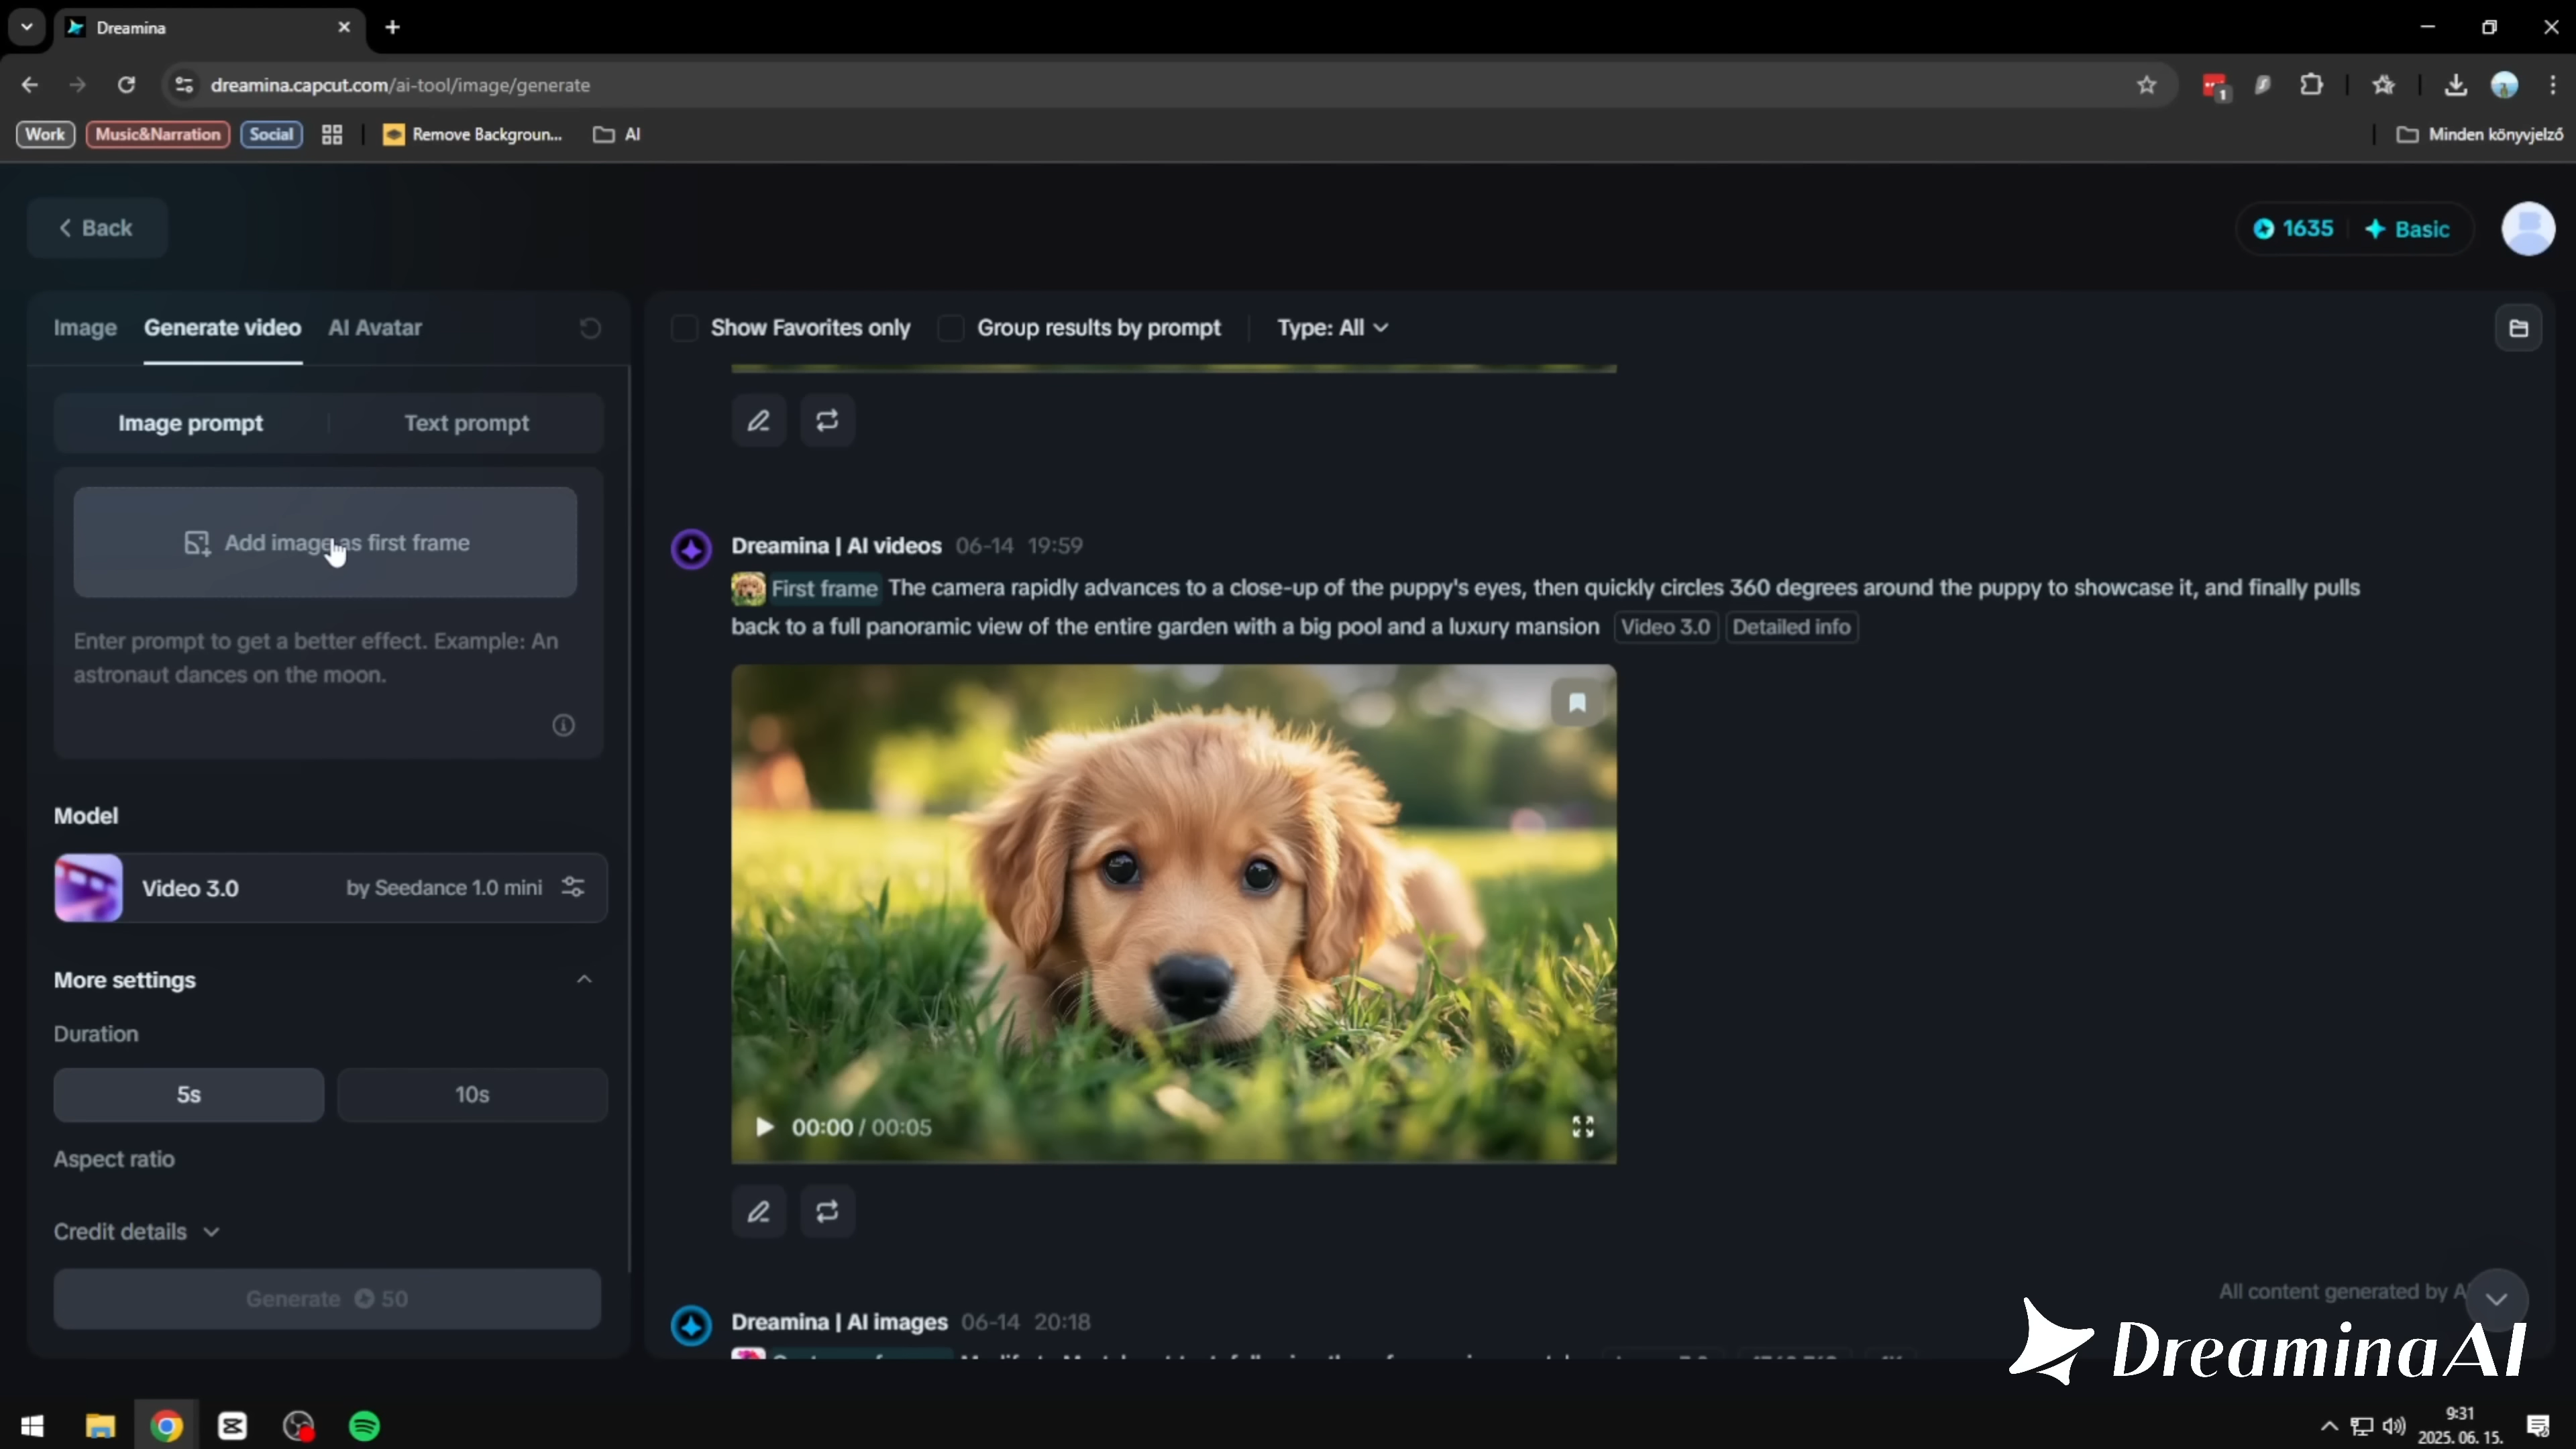 Dreamina
dreamina.capcut.com/ai-tool/image/generate
Work
Music&Narration
Social
Remove Backgroun...
AI
Minden könyvjelző
Back
1635
Basic
Image
Generate video
AI Avatar
Show Favorites only
Group results by prompt
Type: All
Image prompt
Text prompt
Add image as first frame
Enter prompt to get a better effect. Example: An
astronaut dances on the moon.
Model
Video 3.0
by Seedance 1.0 mini
More settings
Duration
5s
10s
Aspect ratio
Credit details
Generate 50
Dreamina | AI videos 06-14 19:59
First frame The camera rapidly advances to a close-up of the puppy's eyes, then quickly circles 360 degrees around the puppy to showcase it, and finally pulls
back to a full panoramic view of the entire garden with a big pool and a luxury mansion Video 3.0 Detailed info
00:00 / 00:05
Dreamina | AI images 06-14 20:18
All content generated by
Dreamina AI
9:31
2025. 06. 15.